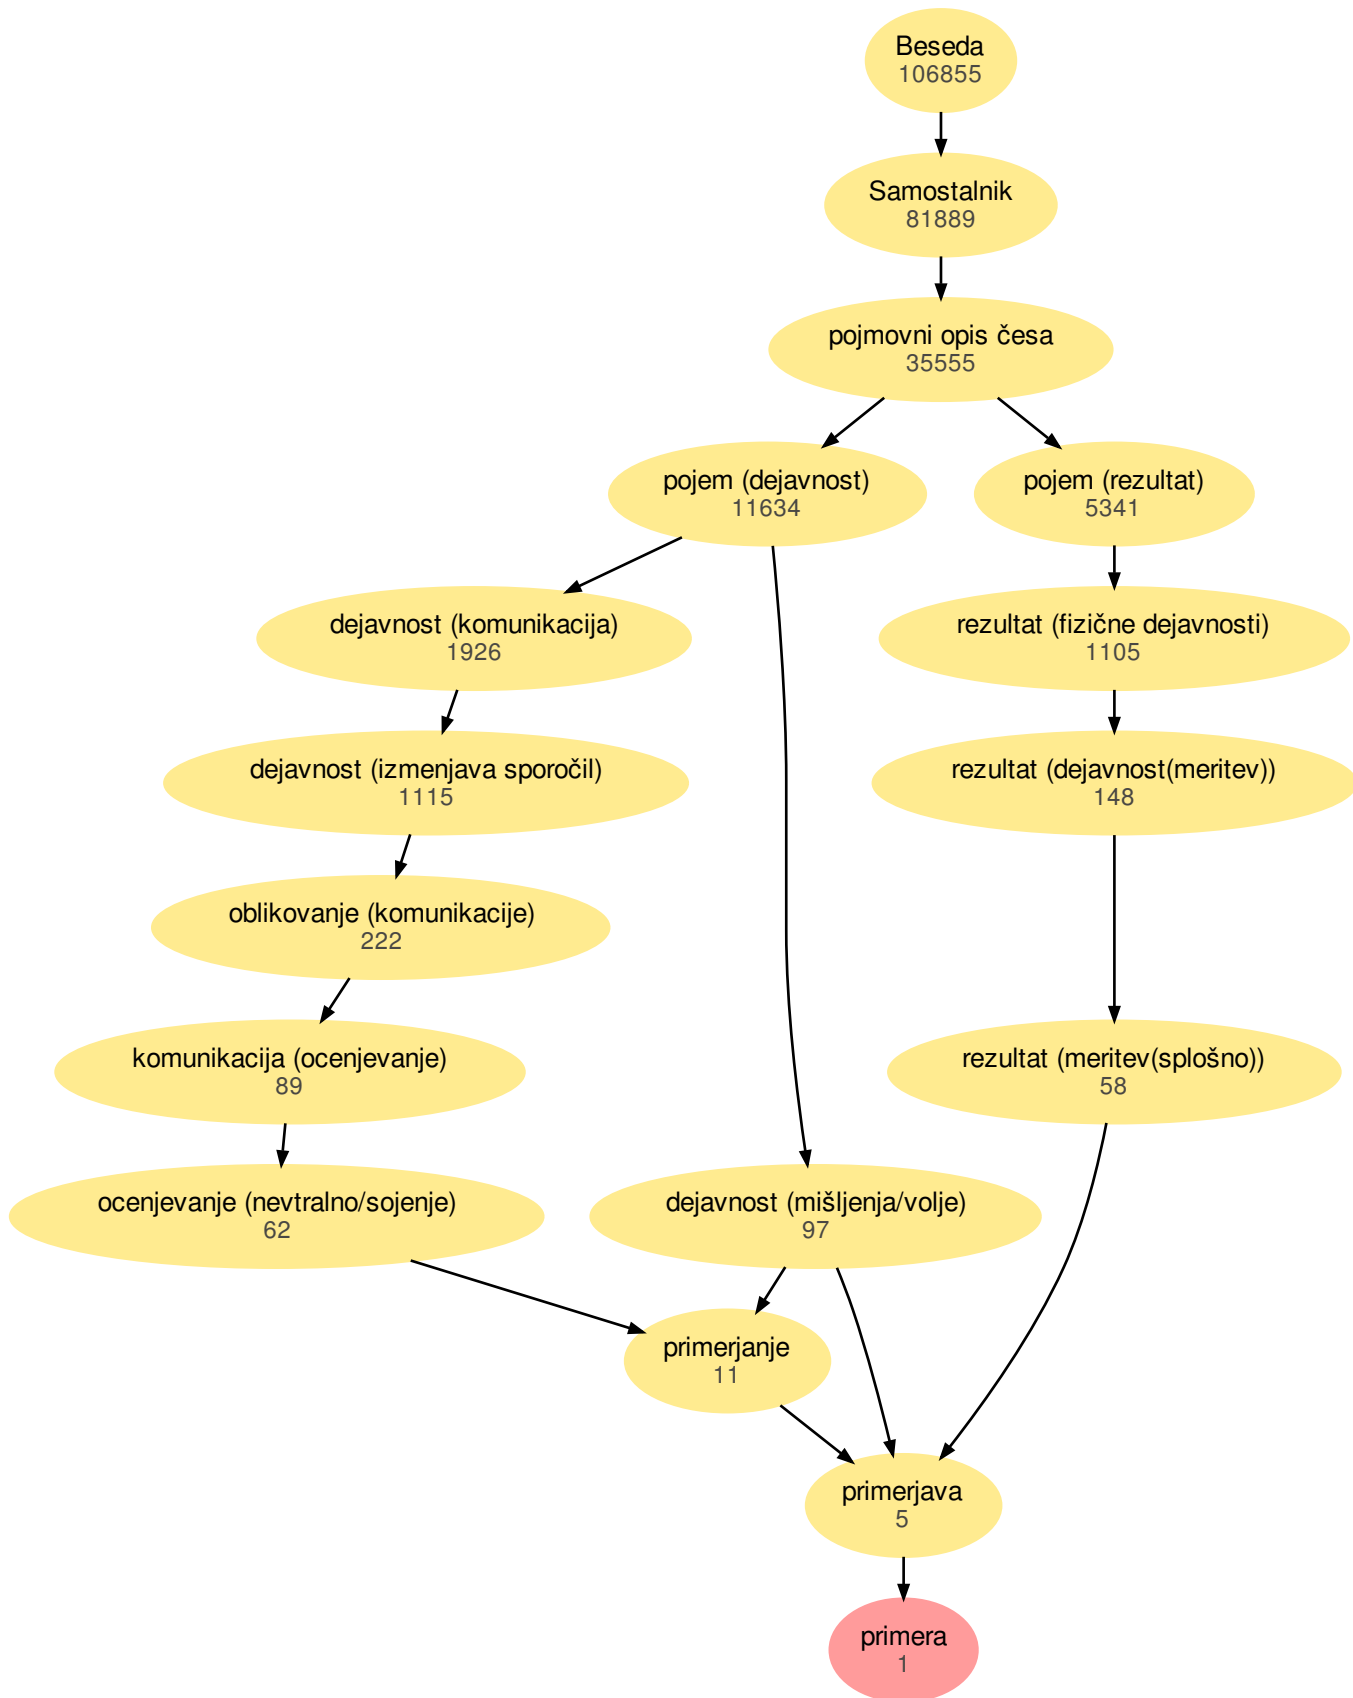 Beseda
106855
Samostalnik
81889
pojmovni opis česa
35555
pojem (dejavnost)
11634
pojem (rezultat)
5341
dejavnost (komunikacija)
1926
rezultat (fizične dejavnosti)
1105
dejavnost (izmenjava sporočil)
1115
rezultat (dejavnost(meritev))
148
oblikovanje (komunikacije)
222
komunikacija (ocenjevanje)
89
rezultat (meritev(splošno))
58
ocenjevanje (nevtralno/sojenje)
62
dejavnost (mišljenja/volje)
97
primerjanje
11
primerjava
5
primera
1